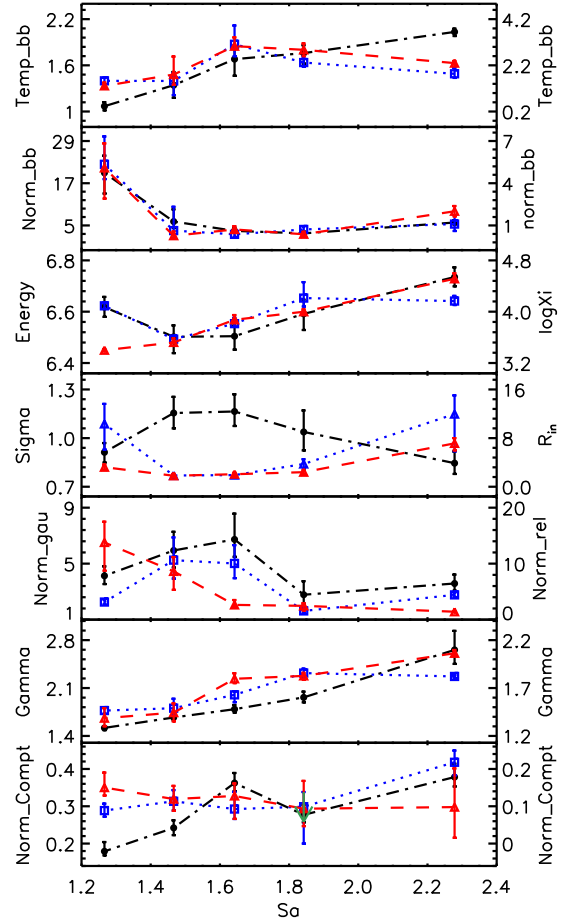 2.2 4.2
Temp_bb 1.6 2.2 Temp_bb
1 0.2
29 7
Norm_bb 17 4 norm_bb
5 1
6.8 4.8
Energy 6.6 4.0 logXi
6.4 3.2
1.3 16
Sigma 1.0 8 R_in
0.7 0.0
9 20
Norm_gau 5 10 Norm_rel
1 0
2.8 2.2
Gamma 2.1 1.7 Gamma
1.4 1.2
0.4 0.2
Norm_Compt 0.3 0.1 Norm_Compt
0.2 0
1.2 1.4 1.6 1.8 2.0 2.2 2.4
Sa